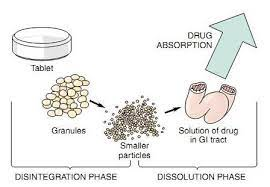 DRUG
ABSORPTION
Tablet
Granules
Smaller
particles
Solution of drug
in GI tract
DISINTEGRATION PHASE
DISSOLUTION PHASE